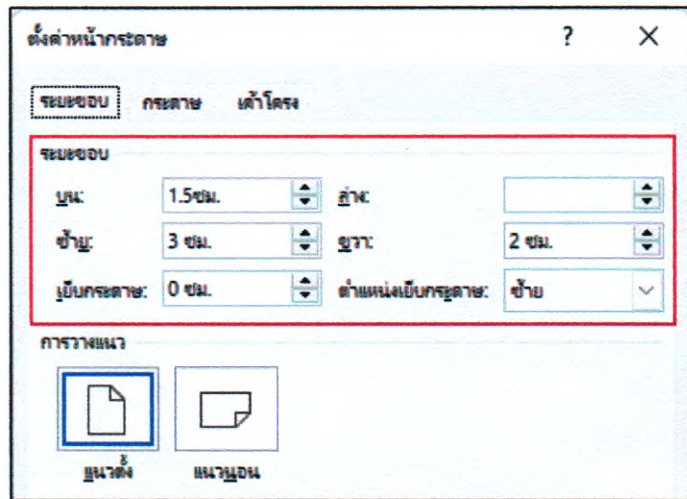 ตั้งค่าหน้ากระดาษ ? ×
ระยะขอบ กระดาษ เค้าโครง
ระยะขอบ
บน: 1.5ซม. ล่าง:
ซ้าย: 3 ซม. ขวา: 2 ซม.
เย็บกระดาษ: 0 ซม. ตำแหน่งเย็บกระดาษ: ซ้าย
การวางแนว
แนวตั้ง แนวนอน